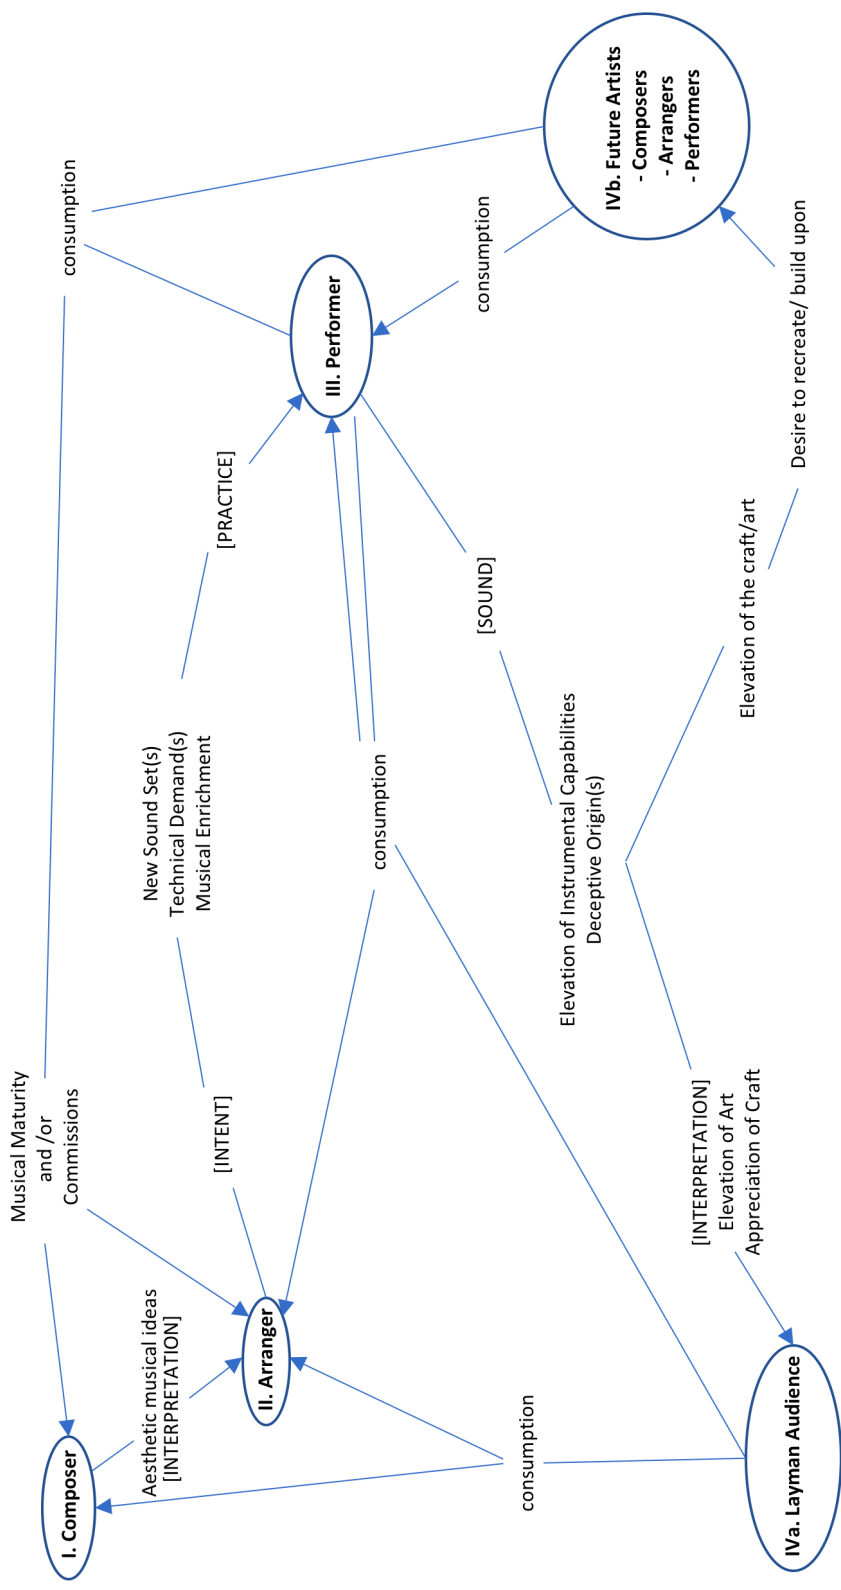 I. Composer
Aesthetic musical ideas
[INTERPRETATION]
II. Arranger
Musical Maturity
and /or
Commissions
[INTENT]
New Sound Set(s)
Technical Demand(s)
Musical Enrichment
[PRACTICE]
III. Performer
consumption
consumption
consumption
consumption
[SOUND]
Elevation of Instrumental Capabilities
Deceptive Origin(s)
[INTERPRETATION]
Elevation of Art
Appreciation of Craft
IVa. Layman Audience
Elevation of the craft/art
Desire to recreate/ build upon
IVb. Future Artists
- Composers
- Arrangers
- Performers